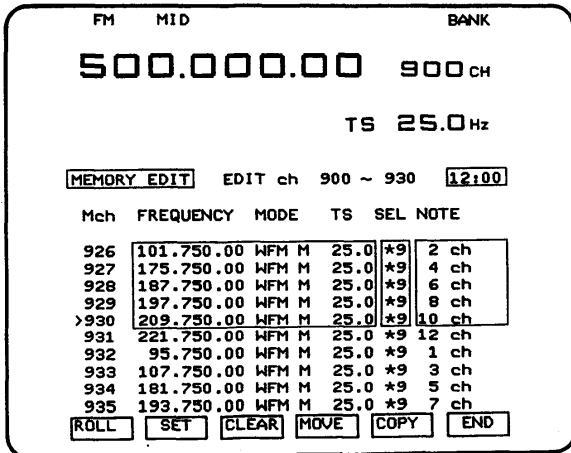 FM MID BANK
500.000.00 900 CH
TS 25.0 Hz
MEMORY EDIT EDIT ch 900 ~ 930 12:00
Mch FREQUENCY MODE TS SEL NOTE
926 101.750.00 WFM M 25.0 *9 2 ch
927 175.750.00 WFM M 25.0 *9 4 ch
928 187.750.00 WFM M 25.0 *9 6 ch
929 197.750.00 WFM M 25.0 *9 8 ch
>930 209.750.00 WFM M 25.0 *9 10 ch
931 221.750.00 WFM M 25.0 *9 12 ch
932 95.750.00 WFM M 25.0 *9 1 ch
933 107.750.00 WFM M 25.0 *9 3 ch
934 181.750.00 WFM M 25.0 *9 5 ch
935 193.750.00 WFM M 25.0 *9 7 ch
ROLL SET CLEAR MOVE COPY END